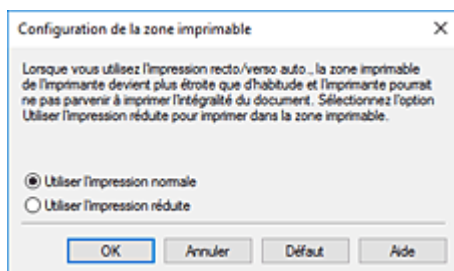 Configuration de la zone imprimable
Lorsque vous utilisez l'impression recto/verso auto., la zone imprimable
de l'imprimante devient plus étroite que d'habitude et l'imprimante pourrait
ne pas parvenir à imprimer l'intégralité du document. Sélectionnez l'option
Utiliser l'impression réduite pour imprimer dans la zone imprimable.
Utiliser l'impression normale
Utiliser l'impression réduite
OK Annuler Défaut Aide